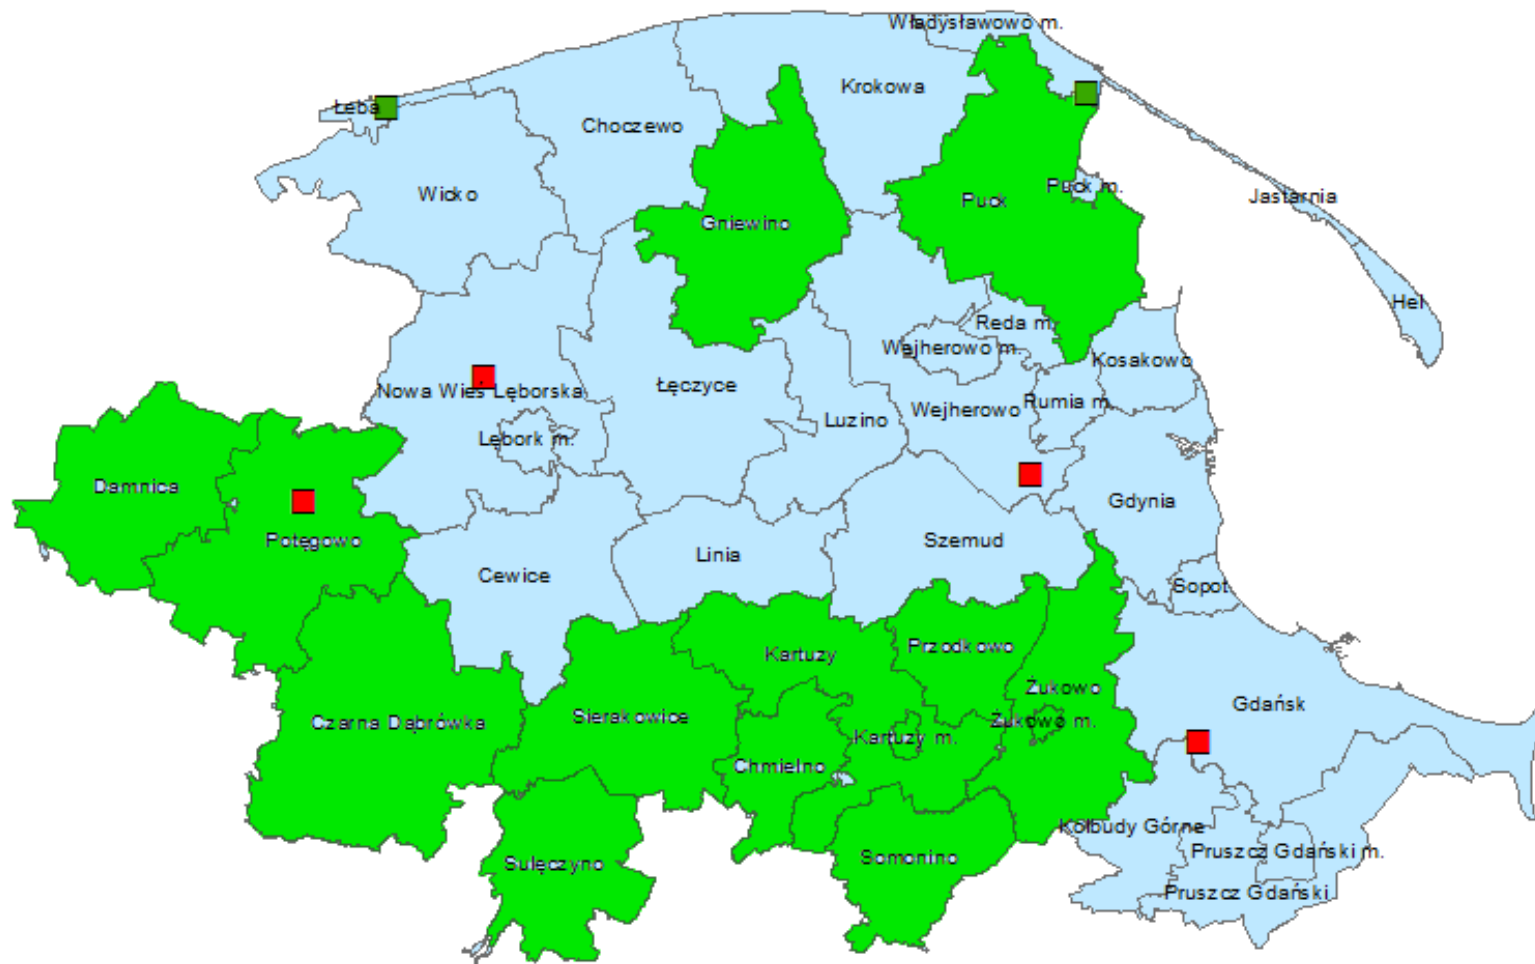 Władysławowo m.
Krokowa
Łeba
Choczewo
Wicko
Puck m.
Puck
Jastarnia
Gniewino
Hel
Reda m.
Wejherowo m.
Kosakowo
Nowa Wieś Lęborska
Łęczyce
Rumia m.
Wejherowo
Luzino
Lębork m.
Damnica
Gdynia
Potęgowo
Szemud
Linia
Cewice
Sopot
Przodkowo
Kartuzy
Żukowo
Gdańsk
Sierakowice
Czarna Dąbrówka
Żukowo m.
Kartuzy m.
Chmielno
Kolbudy Górne
Pruszcz Gdański m.
Somonino
Sulęczyno
Pruszcz Gdański